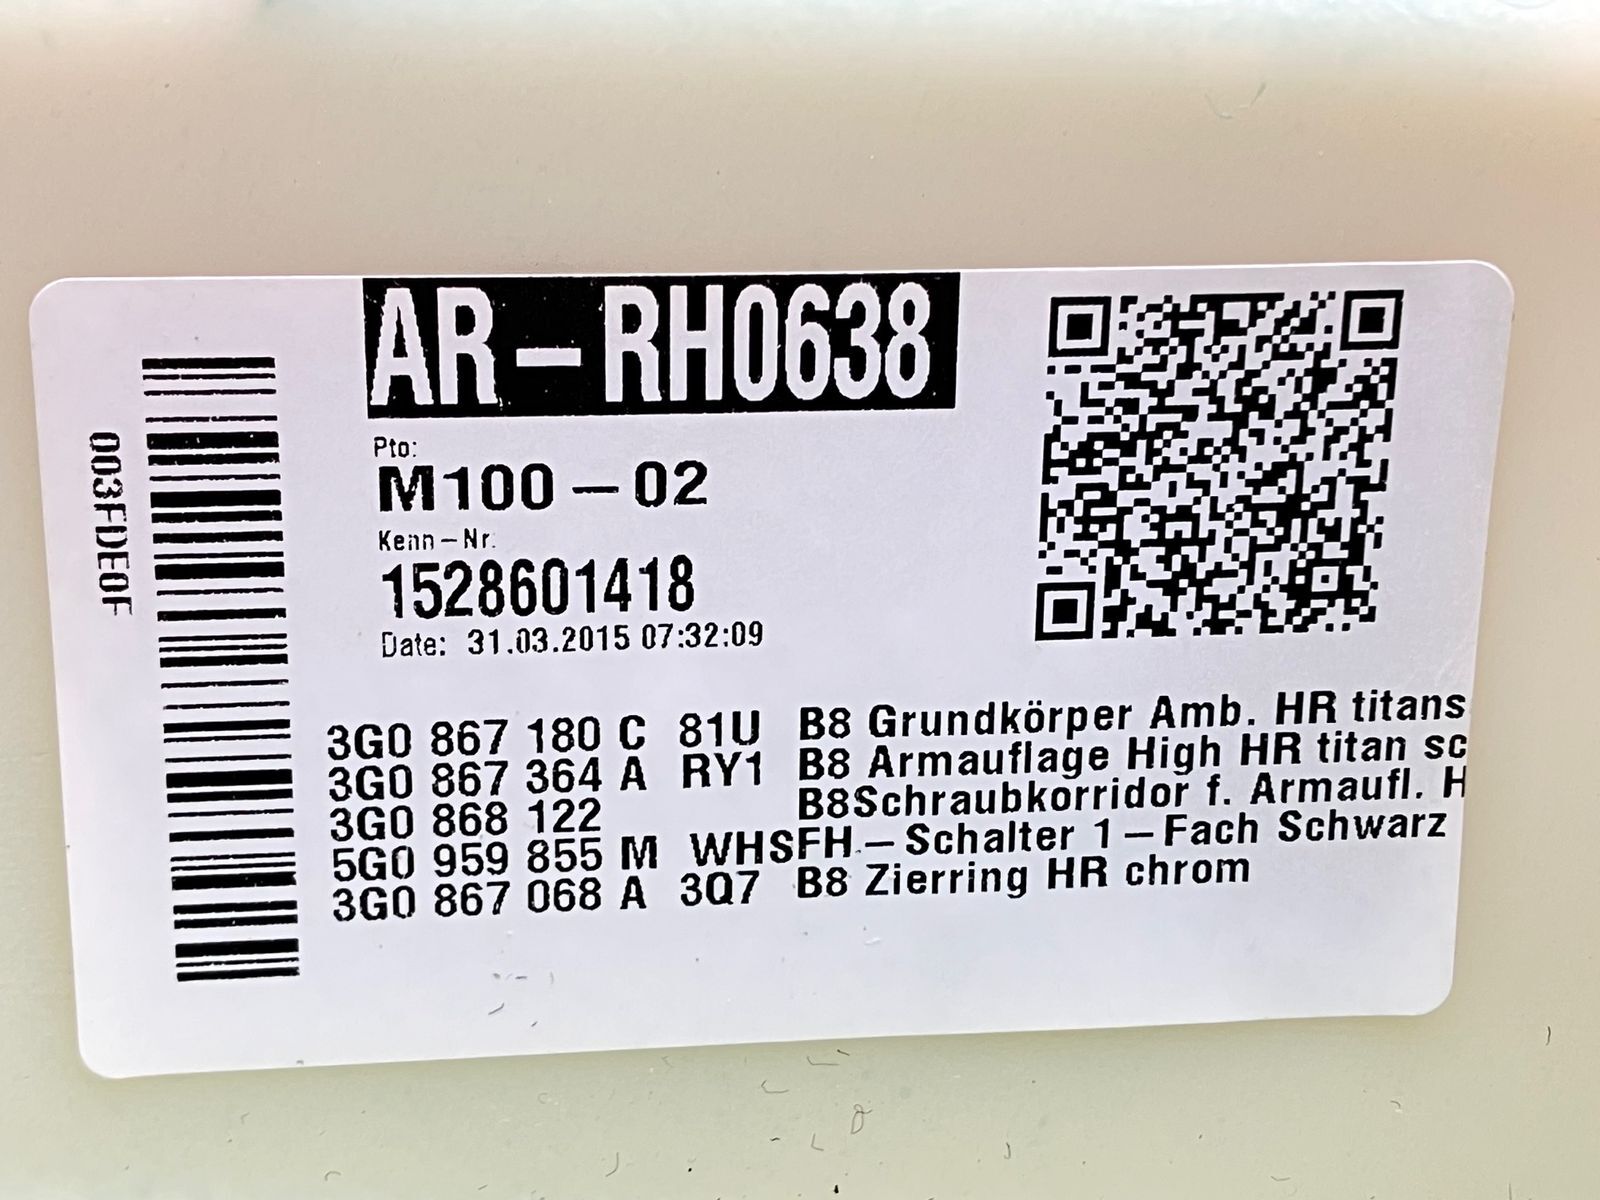 AR-RH0638
Pto:
M100-02
Kenn-Nr.
1528601418
Date: 31.03.2015 07:32:09
003FDE0F
3G0 867 180 C 81U B8 Grundkörper Amb. HR titans
3G0 867 364 A RY1 B8 Armauflage High HR titan sc
3G0 868 122 B8Schraubkorridor f. Armaufl. H
5G0 959 855 M WHSFH-Schalter 1-Fach Schwarz
3G0 867 068 A 3Q7 B8 Zierring HR chrom